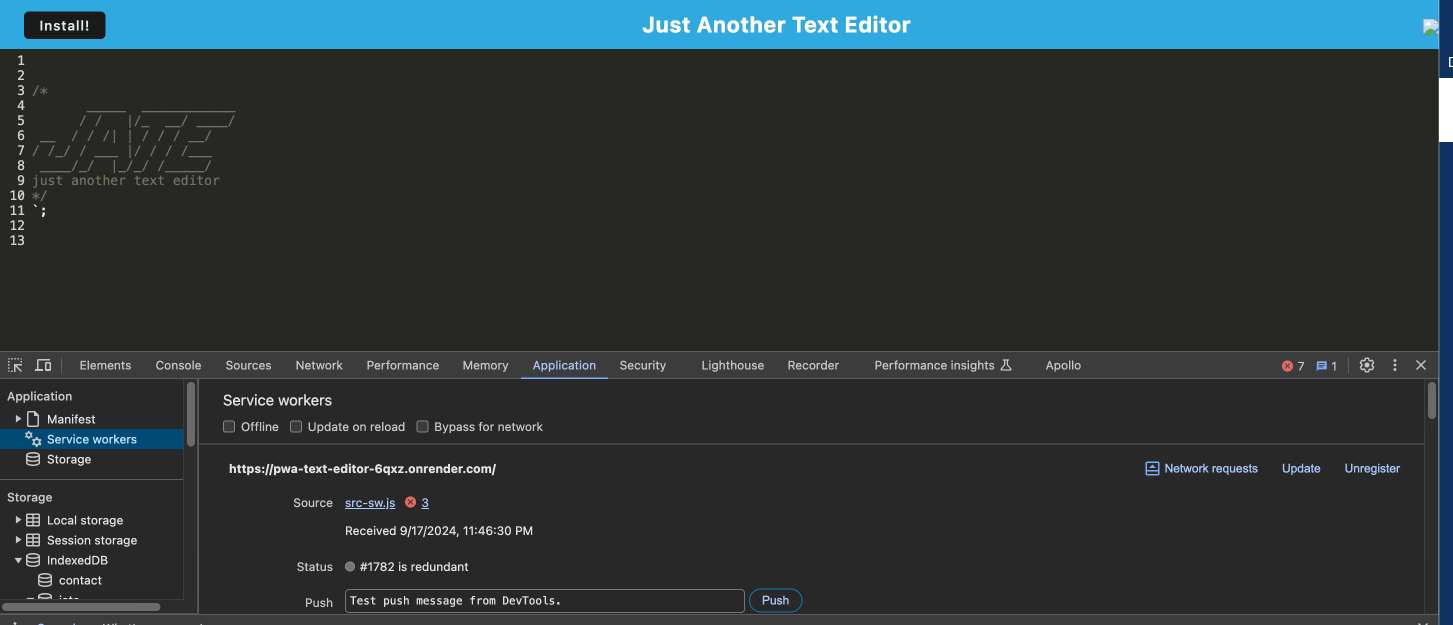 Install!
Just Another Text Editor
1
2
3 /*
4        _____  ____________
5       / /   |/_  __/ ____/
6  __  / / /| | / / / __/
7 / /_/ / ___ |/ / / /___
8  ____/_/  |_/_/ /_____/
9 just another text editor
10 */
11 `;
12
13
Elements Console Sources Network Performance Memory Application Security Lighthouse Recorder Performance insights Apollo 7 1
Application
Manifest
Service workers
Storage
Storage
Local storage
Session storage
IndexedDB
contact
Service workers
Offline Update on reload Bypass for network
https://pwa-text-editor-6qxz.onrender.com/ Network requests Update Unregister
Source src-sw.js 3
Received 9/17/2024, 11:46:30 PM
Status #1782 is redundant
Push Test push message from DevTools. Push